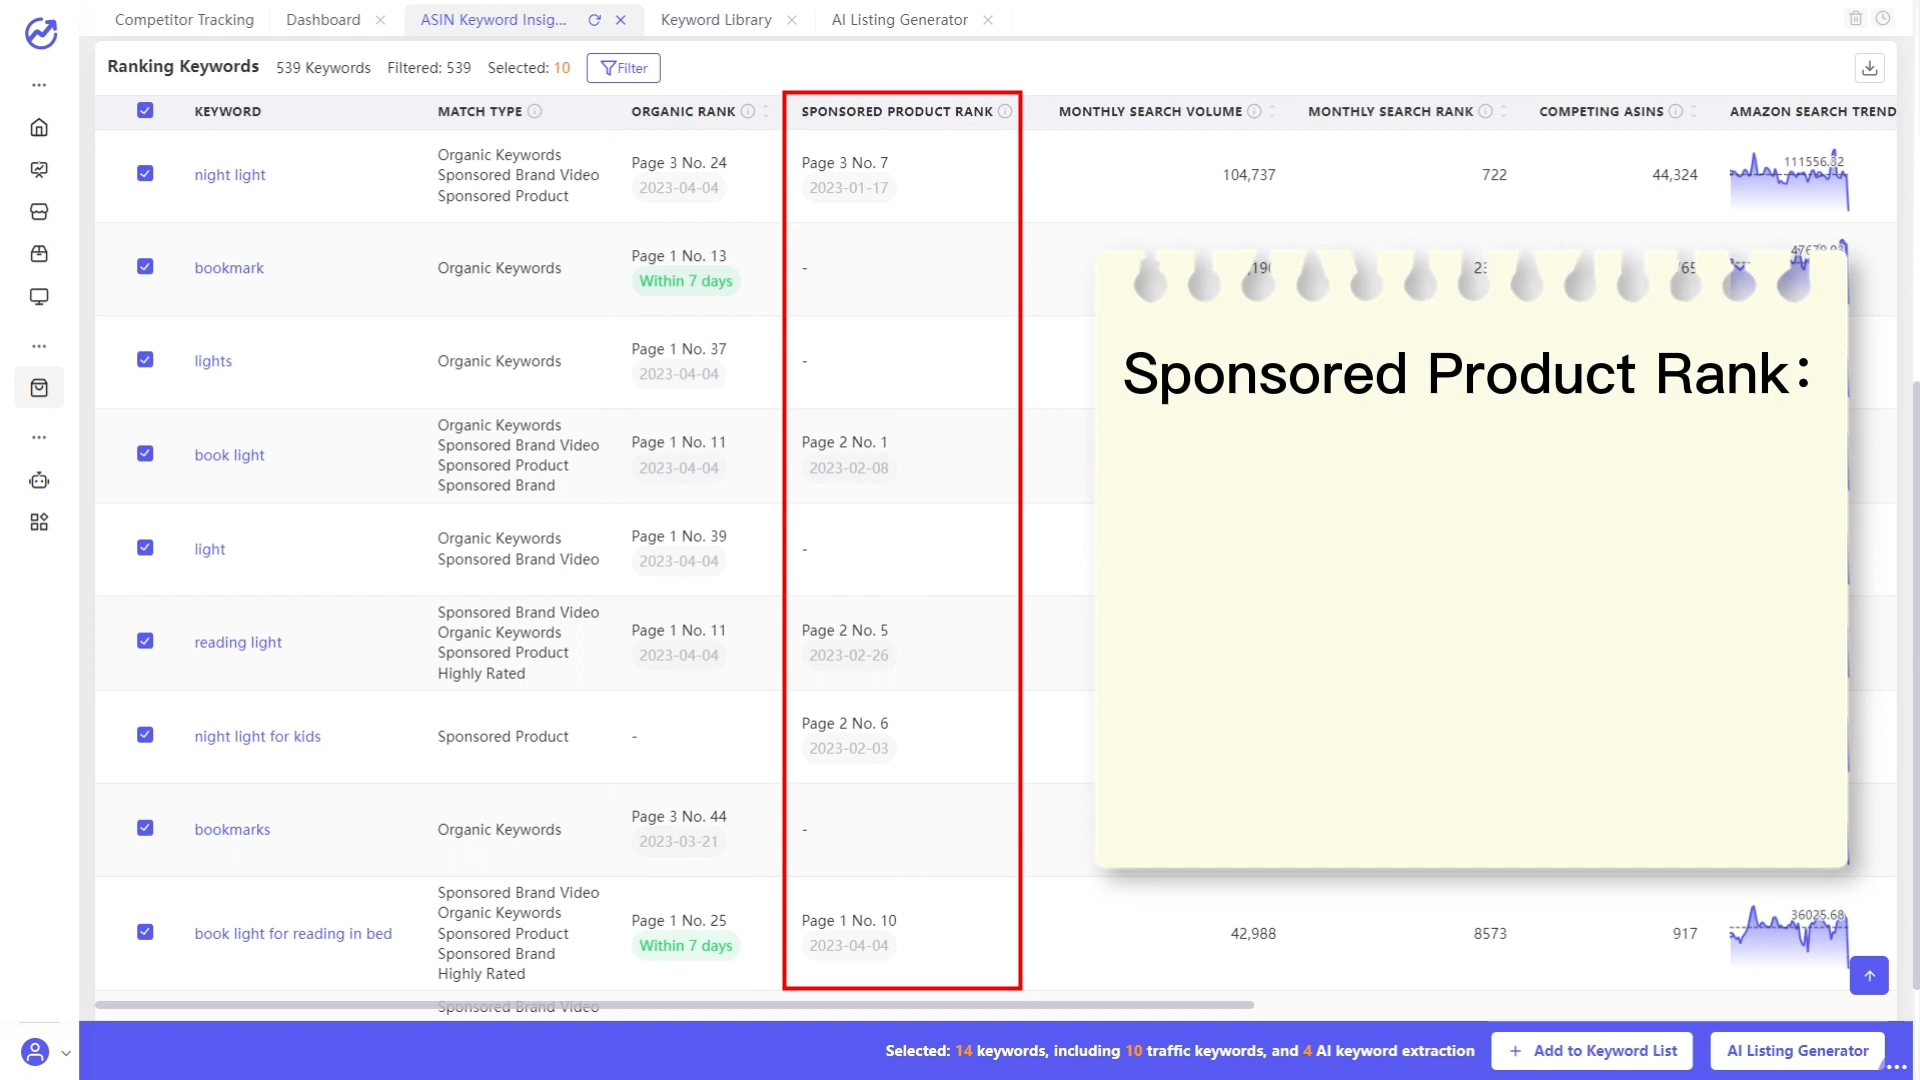 Competitor Tracking
Dashboard
ASIN Keyword Insig...
Keyword Library
AI Listing Generator
Ranking Keywords
539 Keywords
Filtered: 539
Selected: 10
Filter
KEYWORD
MATCH TYPE
ORGANIC RANK
SPONSORED PRODUCT RANK
MONTHLY SEARCH VOLUME
MONTHLY SEARCH RANK
COMPETING ASINS
AMAZON SEARCH TREND
night light
Organic Keywords
Sponsored Brand Video
Sponsored Product
Page 3 No. 24
2023-04-04
Page 3 No. 7
2023-01-17
104,737
722
44,324
111556.82
bookmark
Organic Keywords
Page 1 No. 13
Within 7 days
-
lights
Organic Keywords
Page 1 No. 37
2023-04-04
-
book light
Organic Keywords
Sponsored Brand Video
Sponsored Product
Sponsored Brand
Page 1 No. 11
2023-04-04
Page 2 No. 1
2023-02-08
light
Organic Keywords
Sponsored Brand Video
Page 1 No. 39
2023-04-04
-
reading light
Sponsored Brand Video
Organic Keywords
Sponsored Product
Highly Rated
Page 1 No. 11
2023-04-04
Page 2 No. 5
2023-02-26
night light for kids
Sponsored Product
-
Page 2 No. 6
2023-02-03
bookmarks
Organic Keywords
Page 3 No. 44
2023-03-21
-
book light for reading in bed
Sponsored Brand Video
Organic Keywords
Sponsored Product
Sponsored Brand
Highly Rated
Page 1 No. 25
Within 7 days
Page 1 No. 10
2023-04-04
42,988
8573
917
36025.68
Sponsored Brand Video
Sponsored Product Rank:
Selected: 14 keywords, including 10 traffic keywords, and 4 AI keyword extraction
+ Add to Keyword List
AI Listing Generator